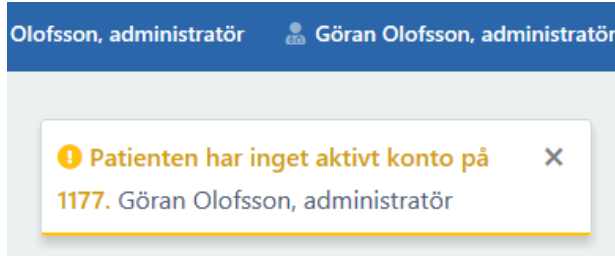 Olofsson, administratör Göran Olofsson, administratör
Patienten har inget aktivt konto på
1177. Göran Olofsson, administratör